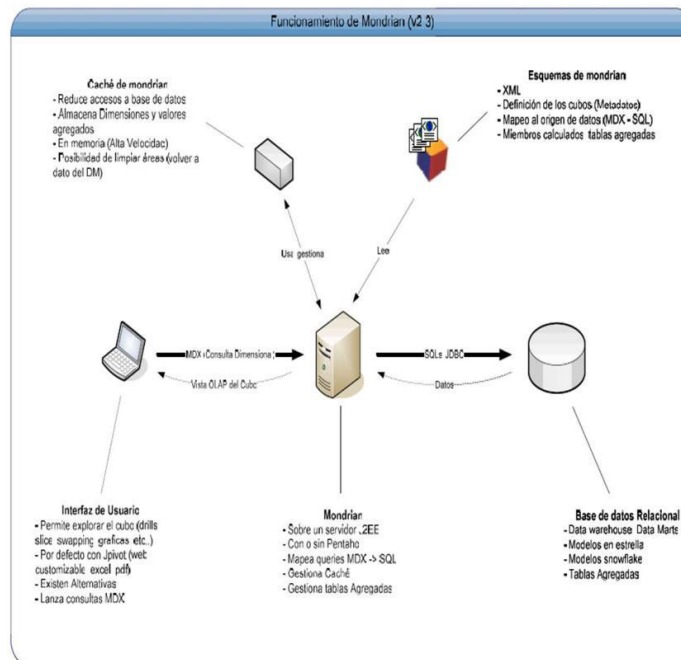 Funcionamiento de Mondrian (v2 3)
Caché de mondrian
- Reduce accesos a base de datos
- Almacena Dimensiones y valores
agregados
- En memoria (Alta Velocidac)
- Posibilidad de limpiar áreas (volver a
dato del DM)
Esquemas de mondrian
- XML
- Definición de los cubos (Metadatos)
- Mapeo al origen de datos (MDX - SQL)
- Miembros calculados tablas agregadas
Usa gestiona
Lee
MDX (Consulta Dimensiona)
Vista OLAP del Cubo
SQLs JDBC
Datos
Interfaz de Usuario
- Permite explorar el cubo (drills
slice swapping graficas etc..)
- Por defecto con Jpivot (web
customizable excel pdf)
- Existen Alternativas
- Lanza consultas MDX
Mondrian
- Sobre un servidor J2EE
- Con o sin Pentaho
- Mapea queries MDX -> SQL
- Gestiona Caché
- Gestiona tablas Agregadas
Base de datos Relacional
- Data warehouse Data Marts
- Modelos en estrella
- Modelos snowflake
- Tablas Agregadas